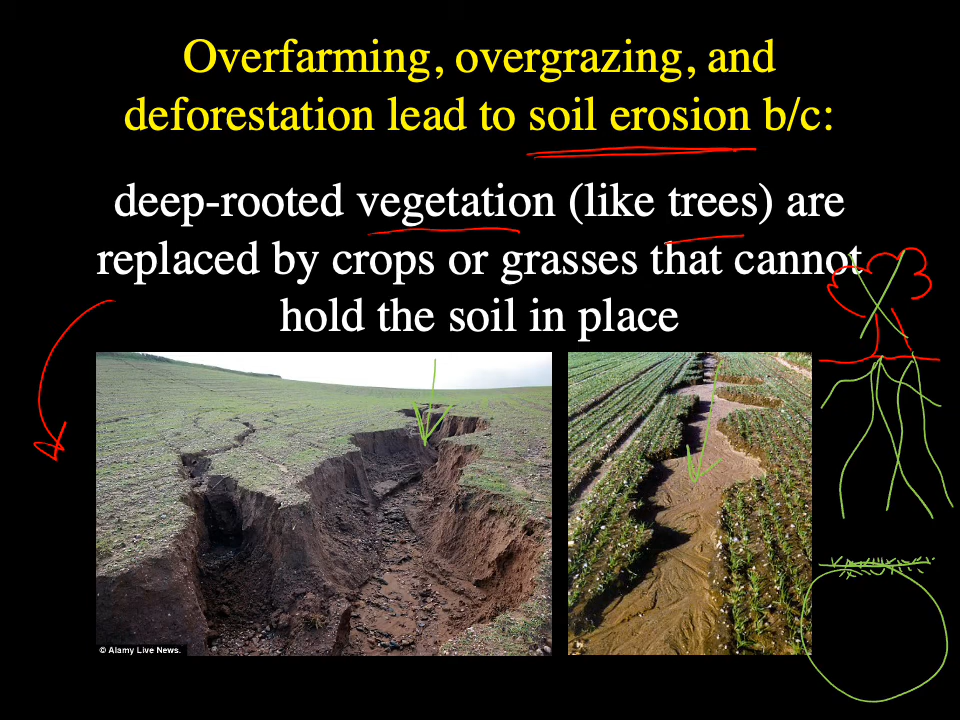 Overfarming, overgrazing, and
deforestation lead to soil erosion b/c:
deep-rooted vegetation (like trees) are
replaced by crops or grasses that cannot
hold the soil in place
© Alamy Live News.